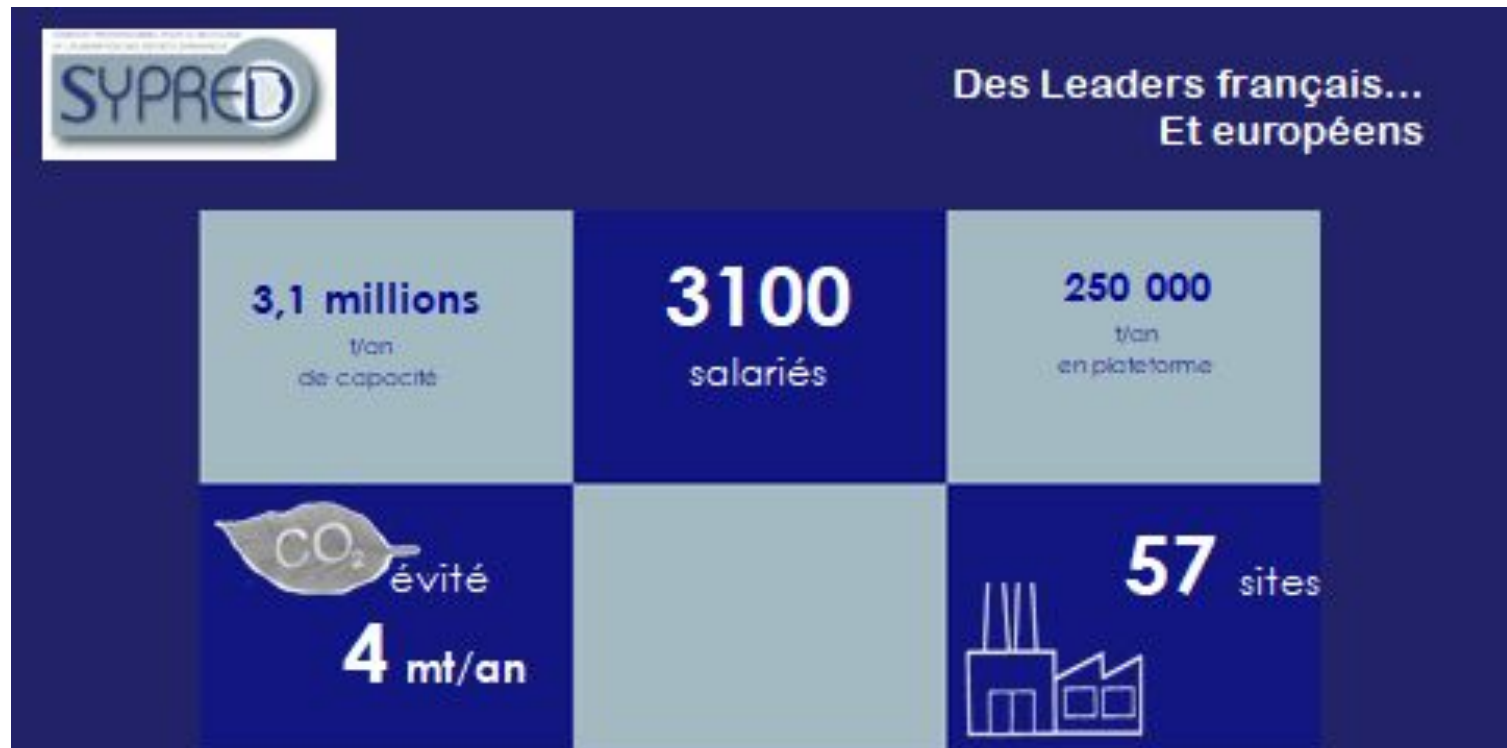 SYPRED
Des Leaders français...
Et européens
3,1 millions
t/an
de capacité
3100
salariés
250 000
t/an
en plateforme
CO₂
évité
4 mt/an
57 sites